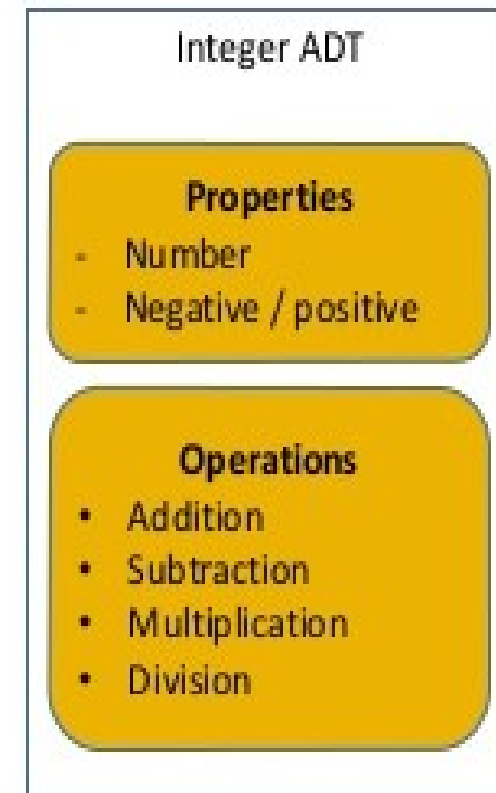 Integer ADT
Properties
- Number
- Negative / positive
Operations
• Addition
• Subtraction
• Multiplication
• Division